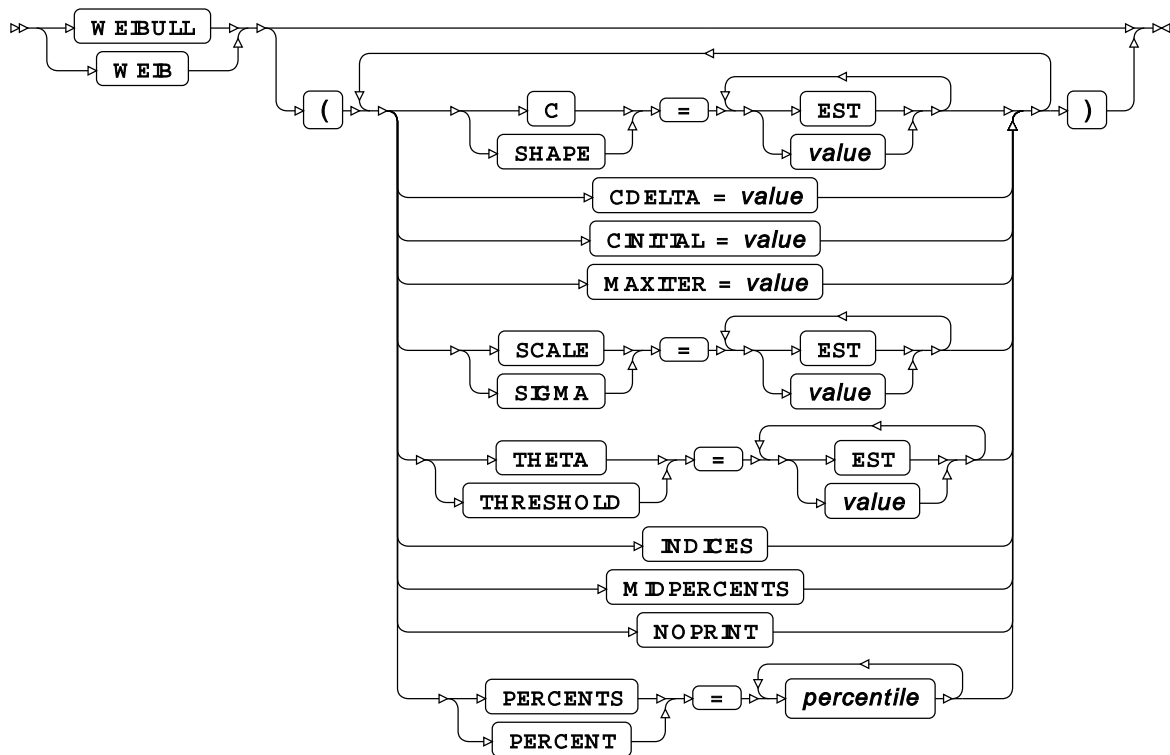 WEIBULL
WEIB
( C = EST )
SHAPE value
CDELTA = value
CINITIAL = value
MAXITER = value
SCALE = EST
SIGMA value
THETA = EST
THRESHOLD value
INDICES
MIDPERCENTS
NOPRINT
PERCENTS = percentile
PERCENT